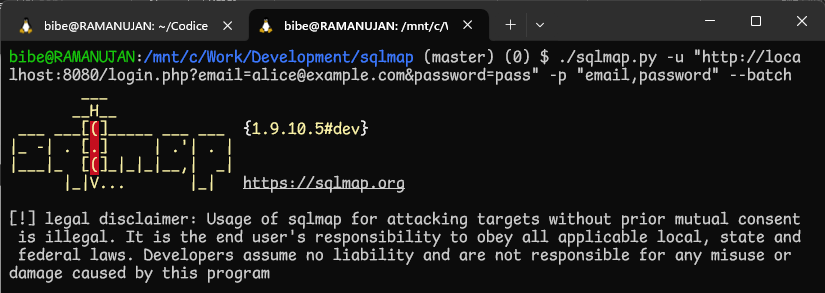 bibe@RAMANUJAN: ~/Codice
bibe@RAMANUJAN: /mnt/c/V
bibe@RAMANUJAN:/mnt/c/Work/Development/sqlmap (master) (0) $ ./sqlmap.py -u "http://loca
lhost:8080/login.php?email=alice@example.com&password=pass" -p "email,password" --batch
        ___
       __H__
 ___ ___[(]_____ ___ ___  {1.9.10.5#dev}
|_ -| . [.]     | .'| . |
|___|_  [(]_|_|_|__,|  _|
      |_|V...       |_|   https://sqlmap.org
[!] legal disclaimer: Usage of sqlmap for attacking targets without prior mutual consent
 is illegal. It is the end user's responsibility to obey all applicable local, state and
 federal laws. Developers assume no liability and are not responsible for any misuse or
damage caused by this program